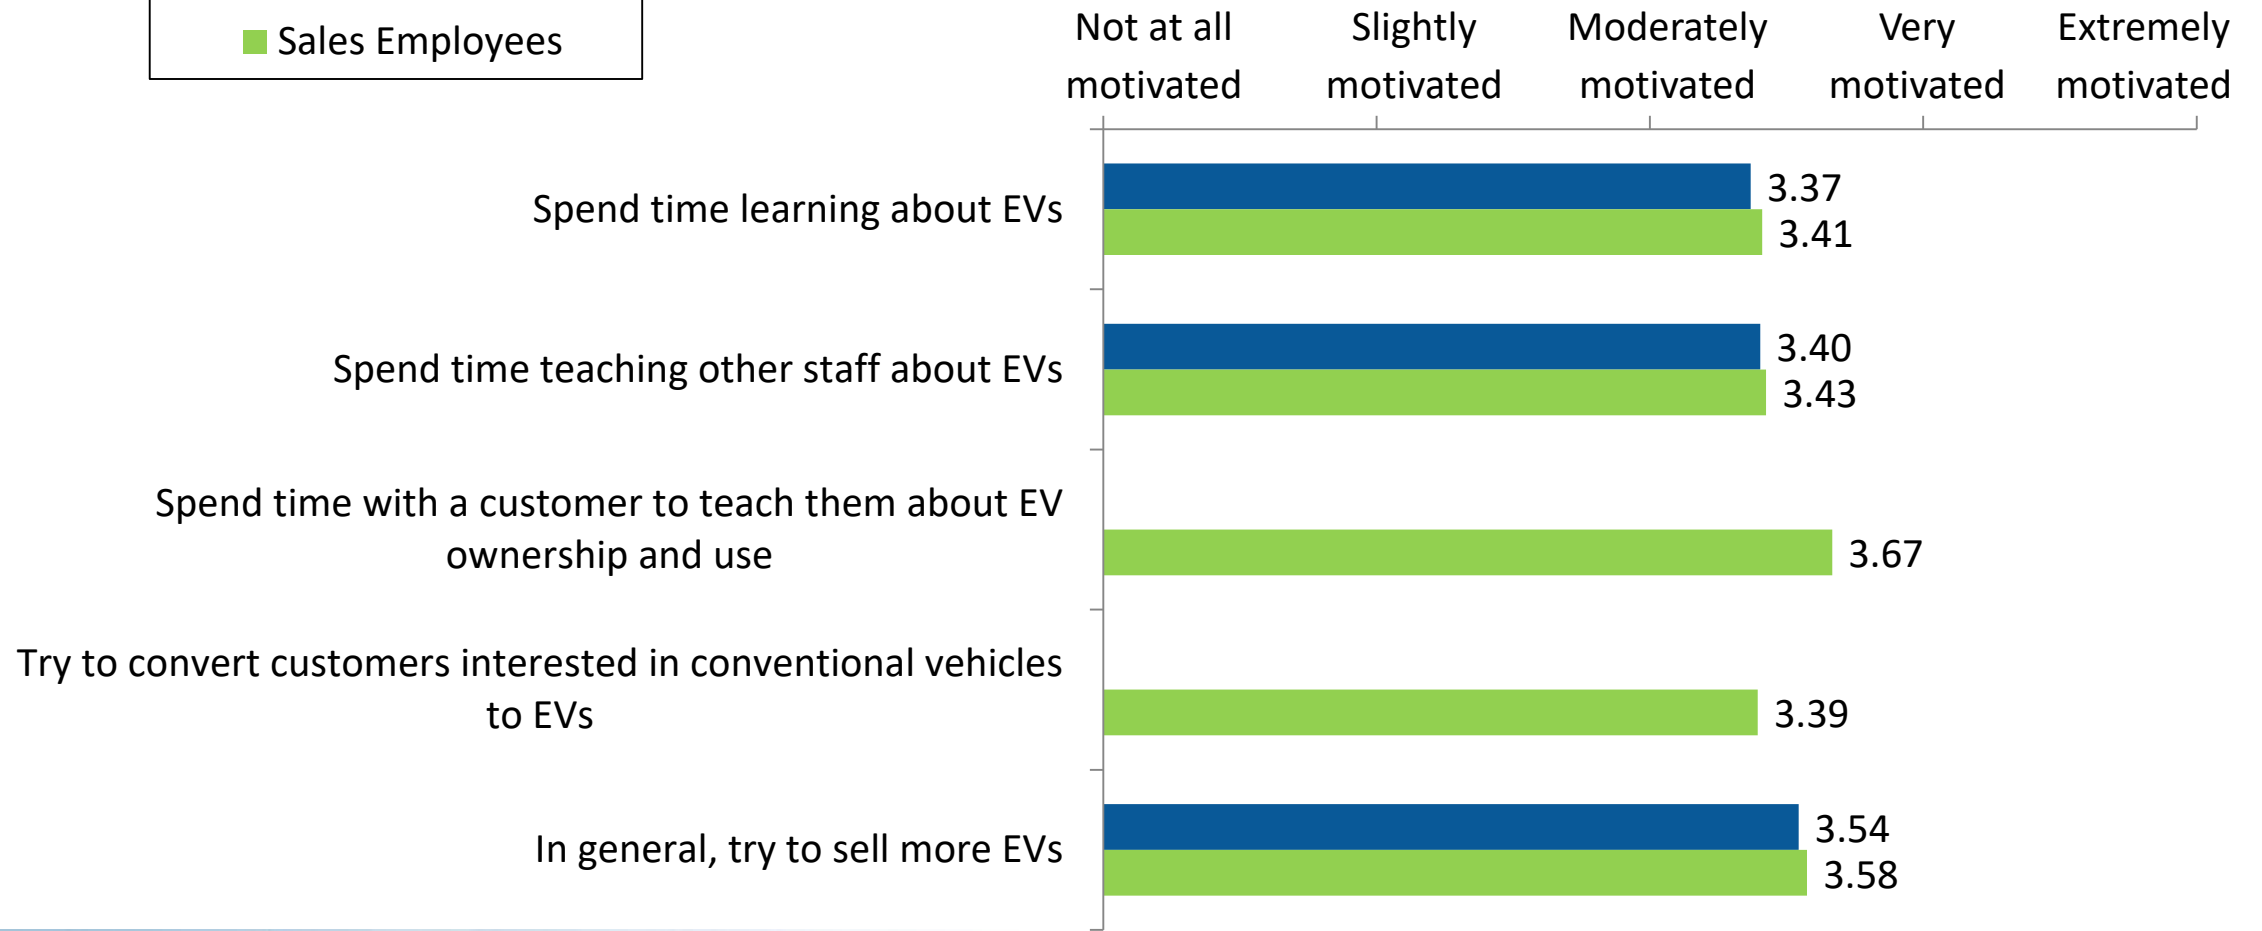 Sales Employees
Not at all
motivated
Slightly
motivated
Moderately
motivated
Very
motivated
Extremely
motivated
Spend time learning about EVs
3.37
3.41
Spend time teaching other staff about EVs
3.40
3.43
Spend time with a customer to teach them about EV
ownership and use
3.67
Try to convert customers interested in conventional vehicles
to EVs
3.39
In general, try to sell more EVs
3.54
3.58